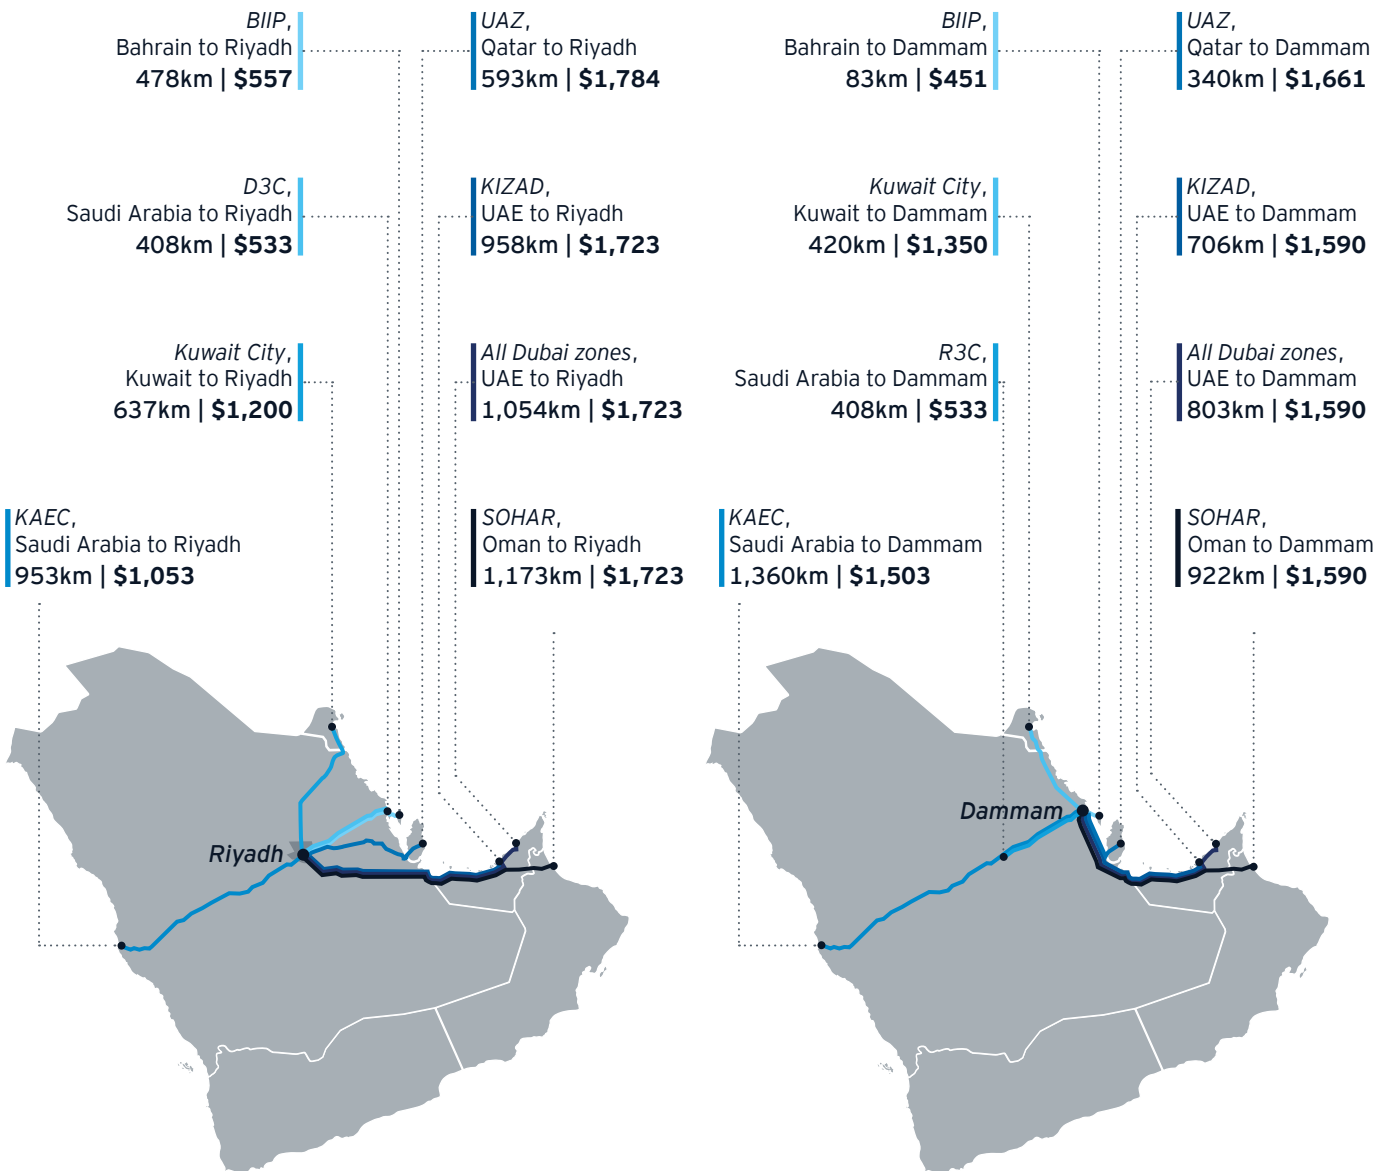 BIIP,
Bahrain to Riyadh
478km | $557
UAZ,
Qatar to Riyadh
593km | $1,784
D3C,
Saudi Arabia to Riyadh
408km | $533
KIZAD,
UAE to Riyadh
958km | $1,723
Kuwait City,
Kuwait to Riyadh
637km | $1,200
All Dubai zones,
UAE to Riyadh
1,054km | $1,723
KAEC,
Saudi Arabia to Riyadh
953km | $1,053
SOHAR,
Oman to Riyadh
1,173km | $1,723
Riyadh
BIIP,
Bahrain to Dammam
83km | $451
UAZ,
Qatar to Dammam
340km | $1,661
Kuwait City,
Kuwait to Dammam
420km | $1,350
KIZAD,
UAE to Dammam
706km | $1,590
R3C,
Saudi Arabia to Dammam
408km | $533
All Dubai zones,
UAE to Dammam
803km | $1,590
KAEC,
Saudi Arabia to Dammam
1,360km | $1,503
SOHAR,
Oman to Dammam
922km | $1,590
Dammam